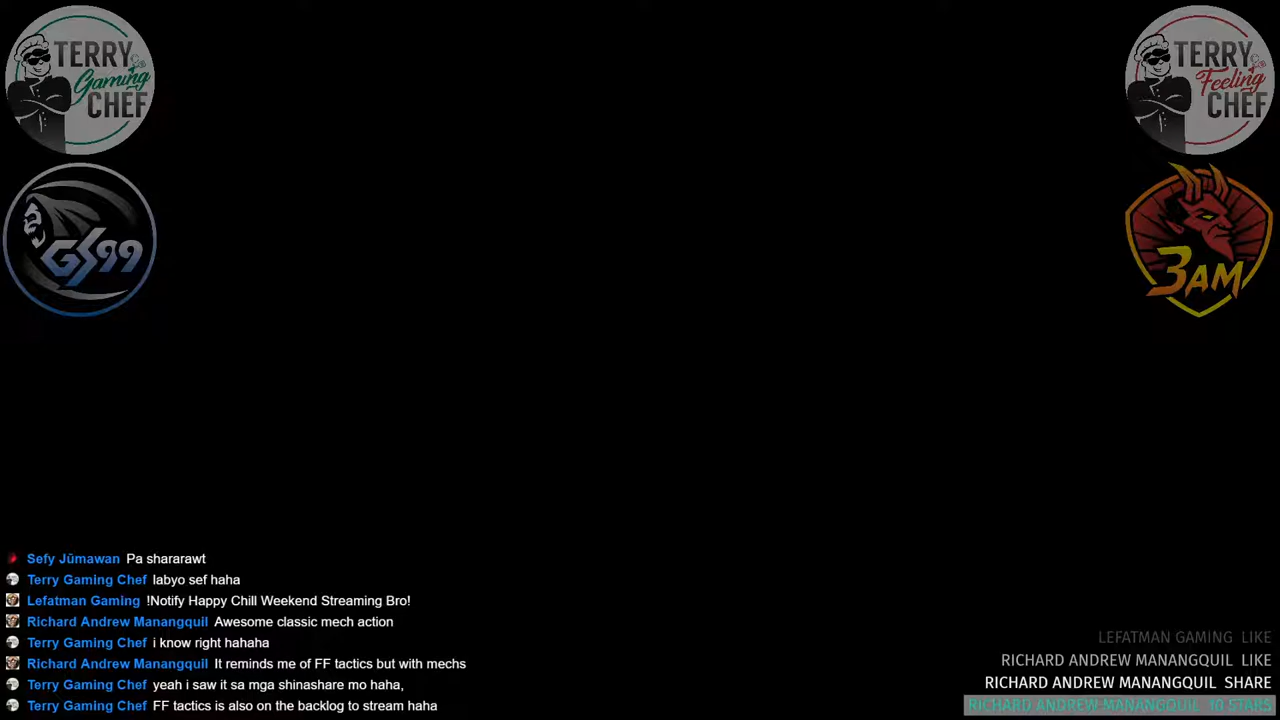 TERRY
Gaming
CHEF
TERRY
Feeling
CHEF
GS99
3AM
Sefy Jūmawan Pa shararawt
Terry Gaming Chef labyo sef haha
Lefatman Gaming !Notify Happy Chill Weekend Streaming Bro!
Richard Andrew Manangquil Awesome classic mech action
Terry Gaming Chef i know right hahaha
Richard Andrew Manangquil It reminds me of FF tactics but with mechs
Terry Gaming Chef yeah i saw it sa mga shinashare mo haha,
Terry Gaming Chef FF tactics is also on the backlog to stream haha
LEFATMAN GAMING LIKE
RICHARD ANDREW MANANGQUIL LIKE
RICHARD ANDREW MANANGQUIL SHARE
RICHARD ANDREW MANANGQUIL 10 STARS